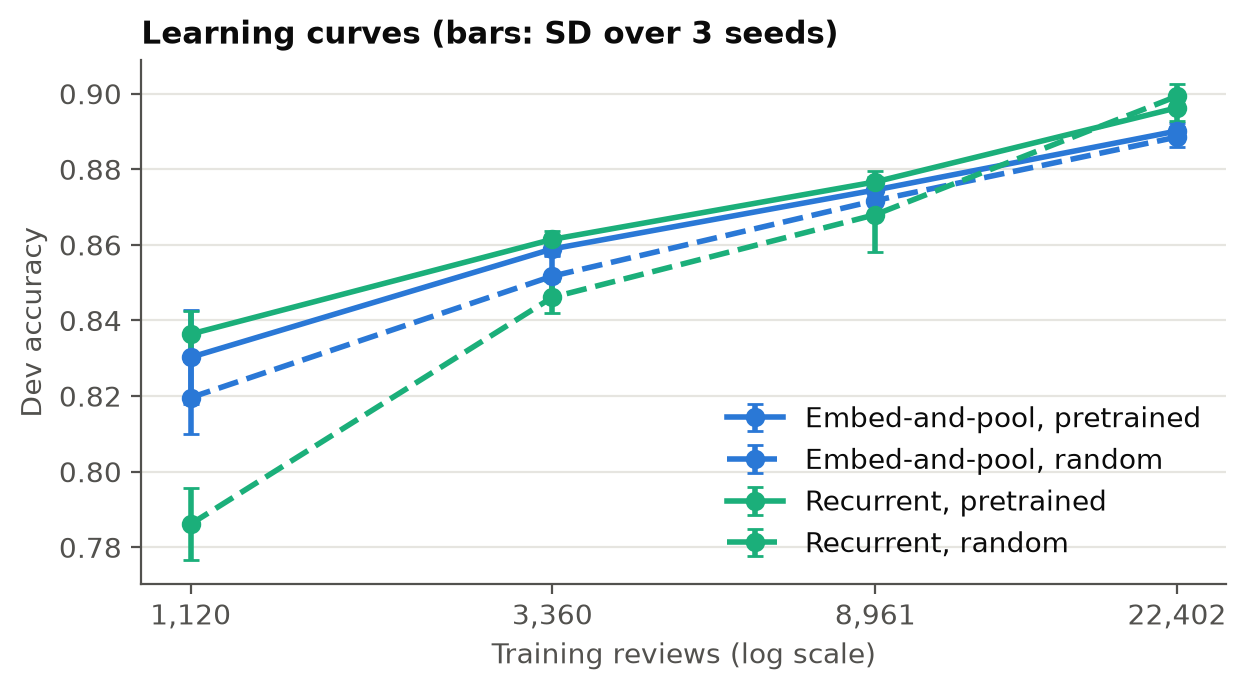 Learning curves (bars: SD over 3 seeds)
Dev accuracy
0.90
0.88
0.86
0.84
0.82
0.80
0.78
Embed-and-pool, pretrained
Embed-and-pool, random
Recurrent, pretrained
Recurrent, random
1,120 3,360 8,961 22,402
Training reviews (log scale)